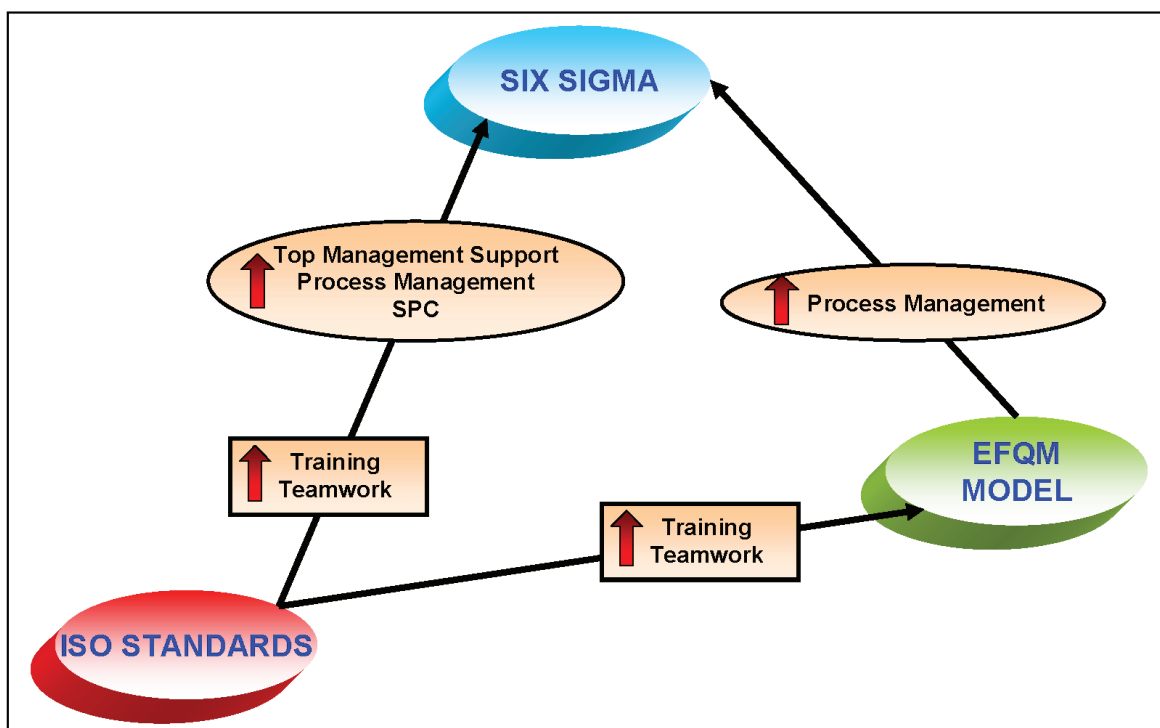 SIX SIGMA
Top Management Support
Process Management
SPC
Process Management
Training
Teamwork
EFQM
MODEL
Training
Teamwork
ISO STANDARDS